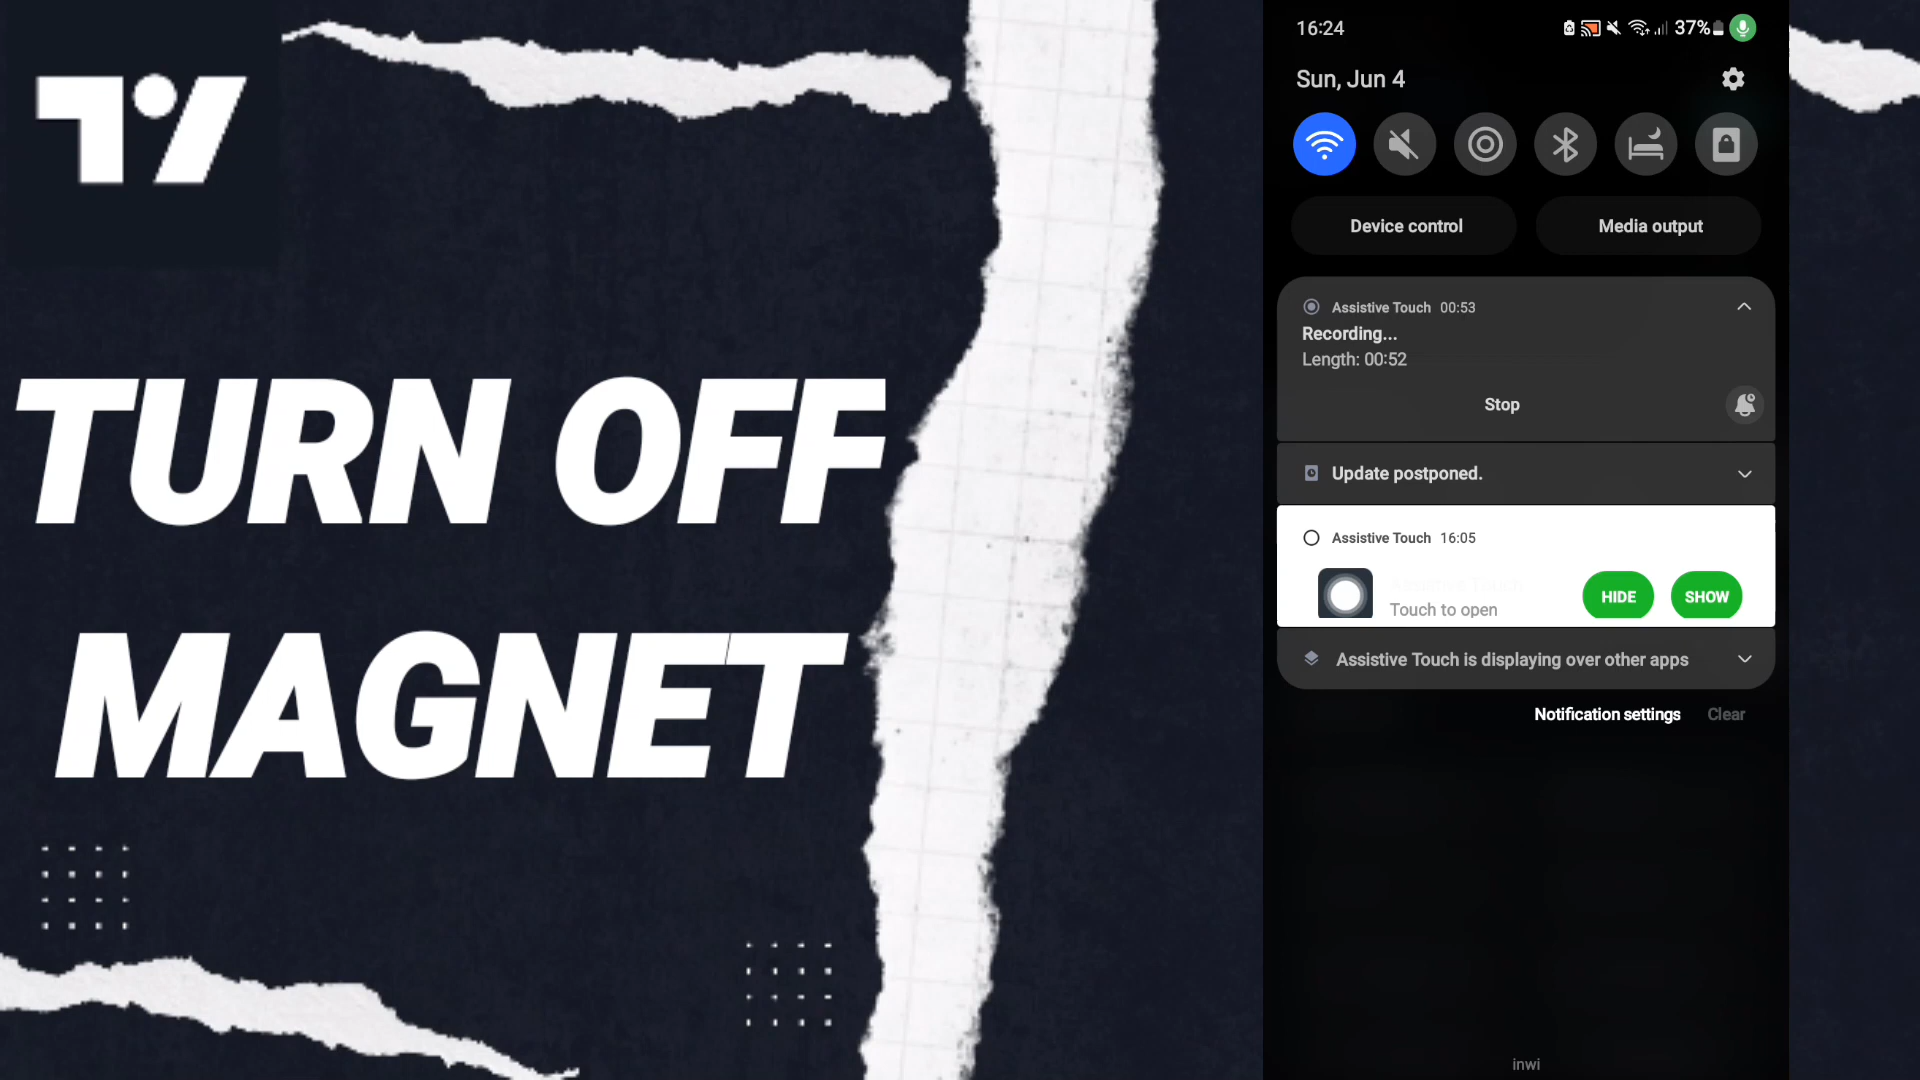 TURN OFF
MAGNET
16:24
37%
Sun, Jun 4
Device control
Media output
Assistive Touch 00:53
Recording...
Length: 00:52
Stop
Update postponed.
Assistive Touch 16:05
Assistive Touch
Touch to open
HIDE
SHOW
Assistive Touch is displaying over other apps
Notification settings
Clear
inwi